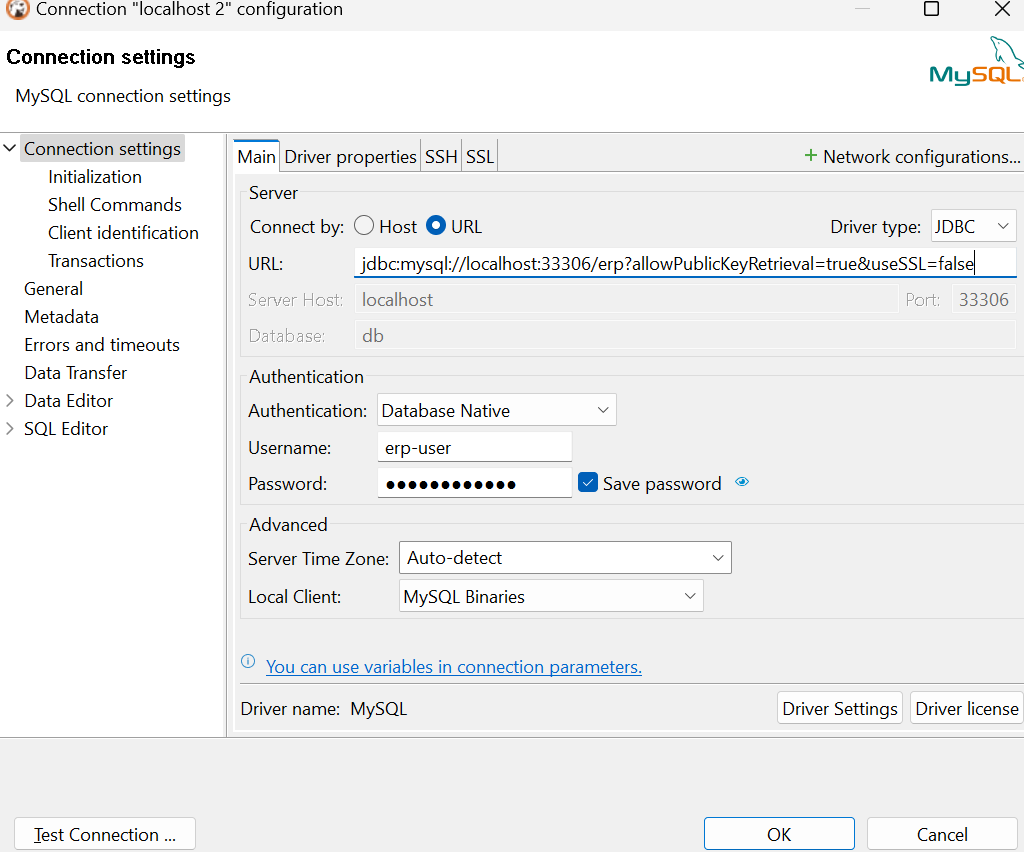 Connection "localhost 2" configuration
Connection settings
MySQL connection settings
MySQL
Connection settings
Initialization
Shell Commands
Client identification
Transactions
General
Metadata
Errors and timeouts
Data Transfer
Data Editor
SQL Editor
Main Driver properties SSH SSL + Network configurations...
Server
Connect by: Host URL Driver type: JDBC
URL: jdbc:mysql://localhost:33306/erp?allowPublicKeyRetrieval=true&useSSL=false
Server Host: localhost Port: 33306
Database: db
Authentication
Authentication: Database Native
Username: erp-user
Password: ●●●●●●●●●●●● Save password
Advanced
Server Time Zone: Auto-detect
Local Client: MySQL Binaries
You can use variables in connection parameters.
Driver name: MySQL Driver Settings Driver license
Test Connection ... OK Cancel